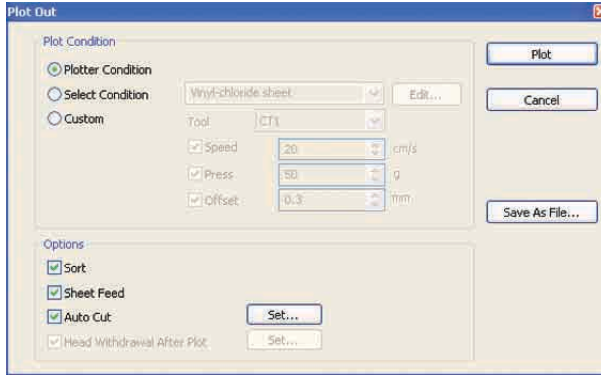 Plot Out
Plot Condition
Plotter Condition
Plot
Select Condition
Vinyl-chloride sheet
Edit...
Cancel
Custom
Tool
CT1
Speed
20
cm/s
Press
50
g
Offset
0.3
mm
Save As File...
Options
Sort
Sheet Feed
Auto Cut
Set...
Head Withdrawal After Plot
Set...